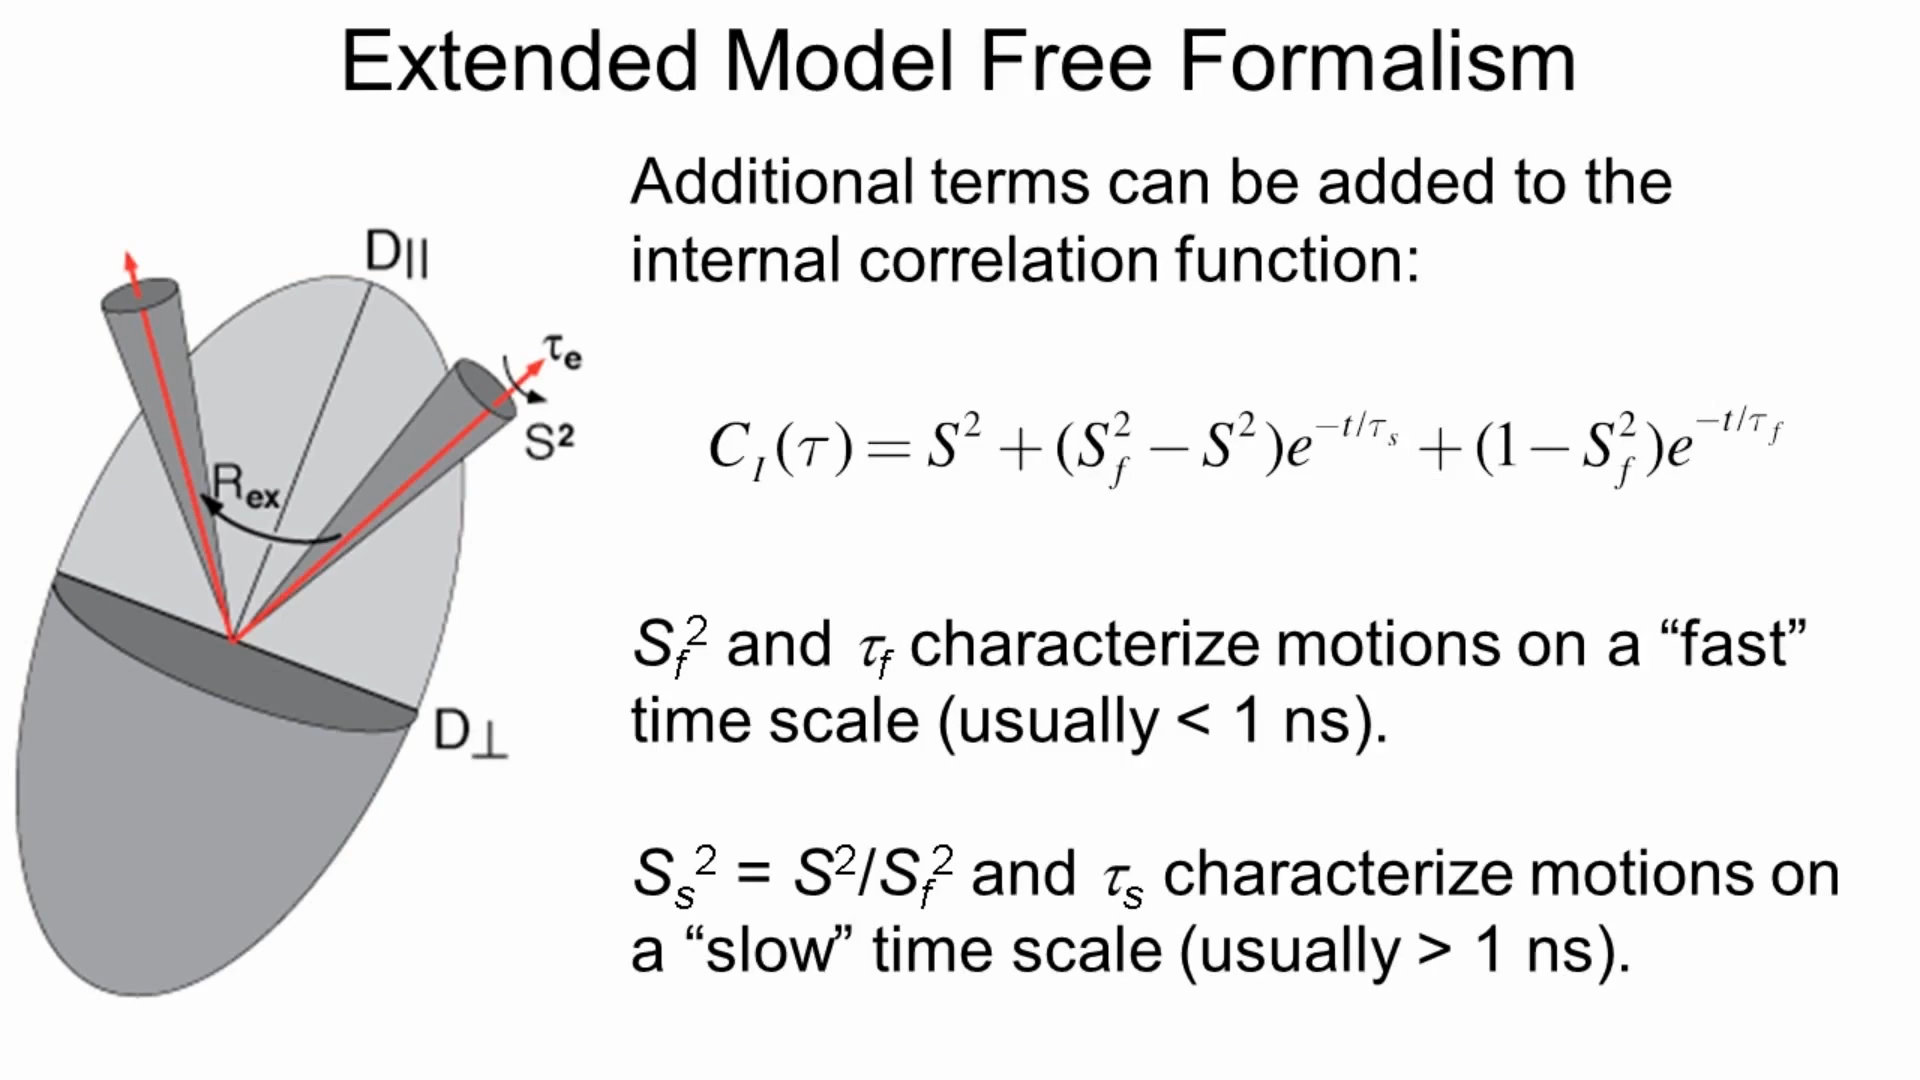 Extended Model Free Formalism
Additional terms can be added to the
internal correlation function:
D||
τe
S²
Rex
D⊥
C_I(τ) = S² + (S_f² − S²)e^{−t/τ_s} + (1 − S_f²)e^{−t/τ_f}
S_f² and τ_f characterize motions on a “fast”
time scale (usually < 1 ns).
S_s² = S²/S_f² and τ_s characterize motions on
a “slow” time scale (usually > 1 ns).